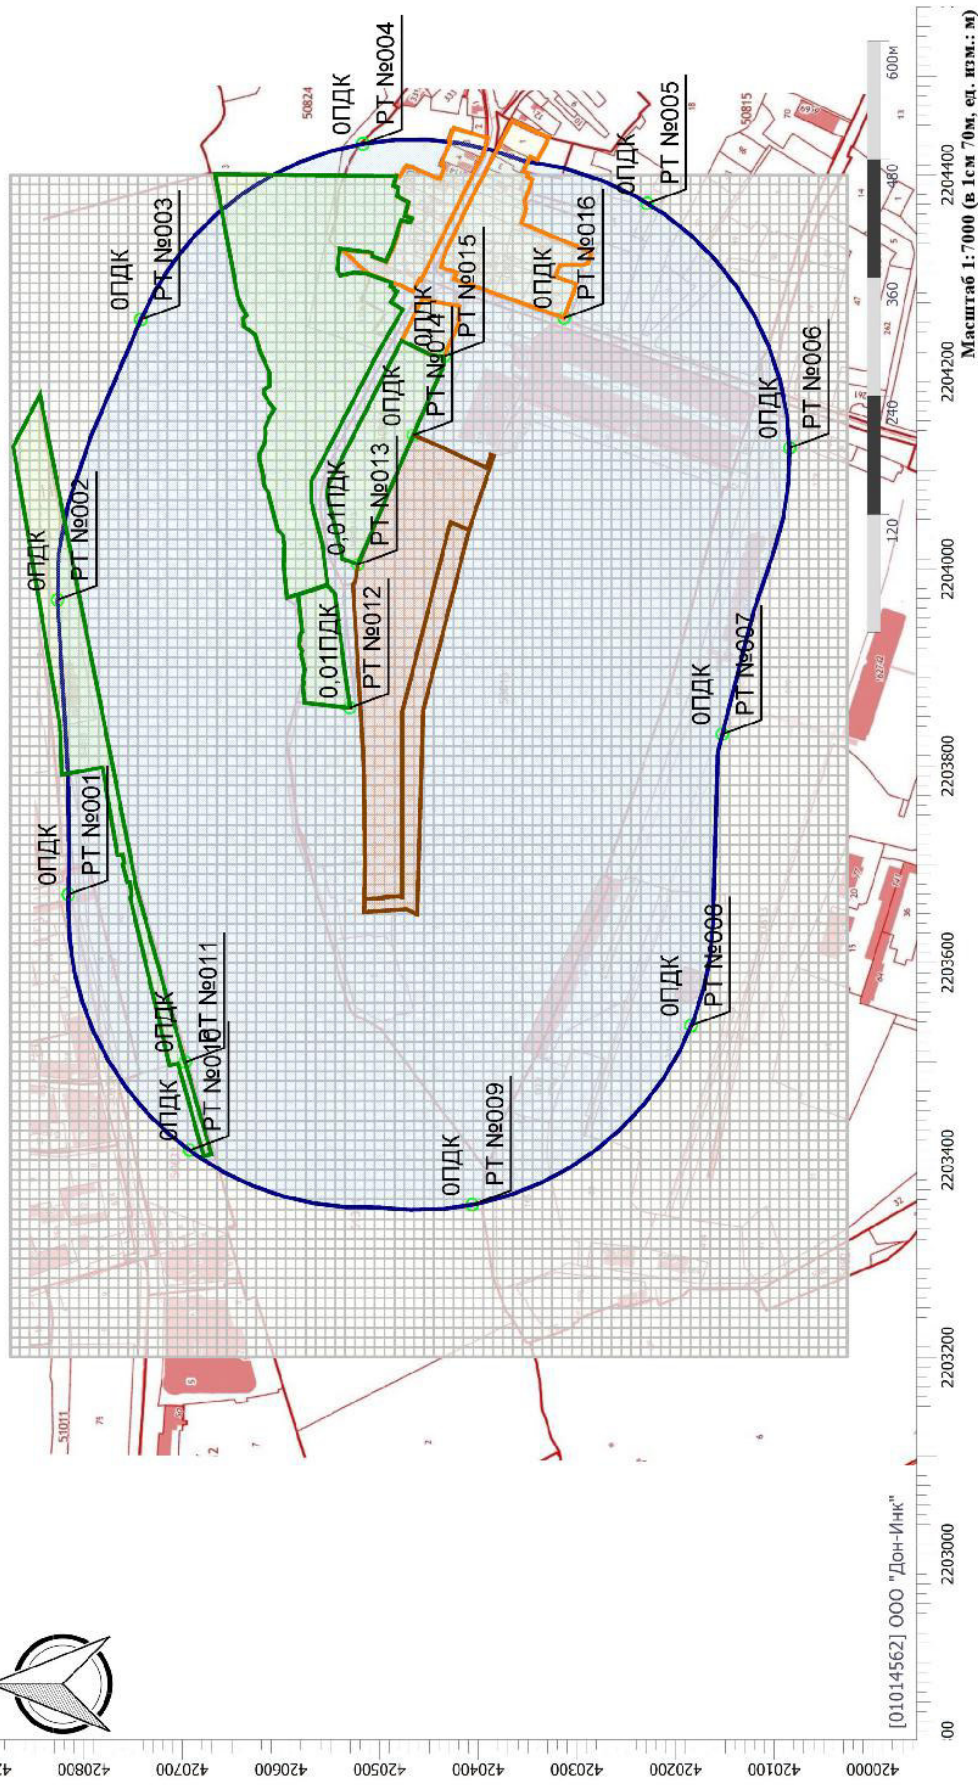 0ПДК
РТ №001
0ПДК
РТ №002
0ПДК
РТ №003
0ПДК
РТ №004
0ПДК
РТ №005
0ПДК
РТ №006
0ПДК
РТ №007
0ПДК
РТ №008
0ПДК
РТ №009
0ПДК
РТ №010
0ПДК
РТ №011
0,01ПДК
РТ №012
0,01ПДК
РТ №013
0ПДК
РТ №014
0ПДК
РТ №015
0ПДК
РТ №016
51011
50824
50815
420800
420700
420600
420500
420400
420300
420200
420100
420000
[01014562] ООО "Дон-Инк"
120
240
360
480
600м
00
2203000
2203200
2203400
2203600
2203800
2204000
2204200
2204400
Масштаб 1:7000 (в 1см 70м, ед. изм.: м)